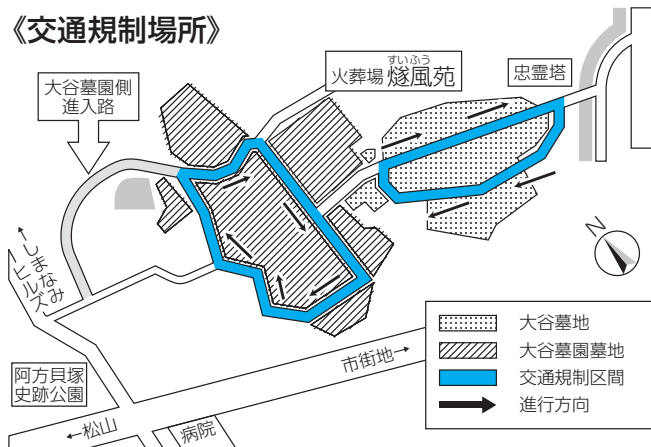 《交通規制場所》
大谷墓園側
進入路
すいふう
火葬場 燧風苑
忠霊塔
N
←しまなみ
ヒルズ
大谷墓地
大谷墓園墓地
交通規制区間
進行方向
市街地→
阿方貝塚
史跡公園
←松山
病院